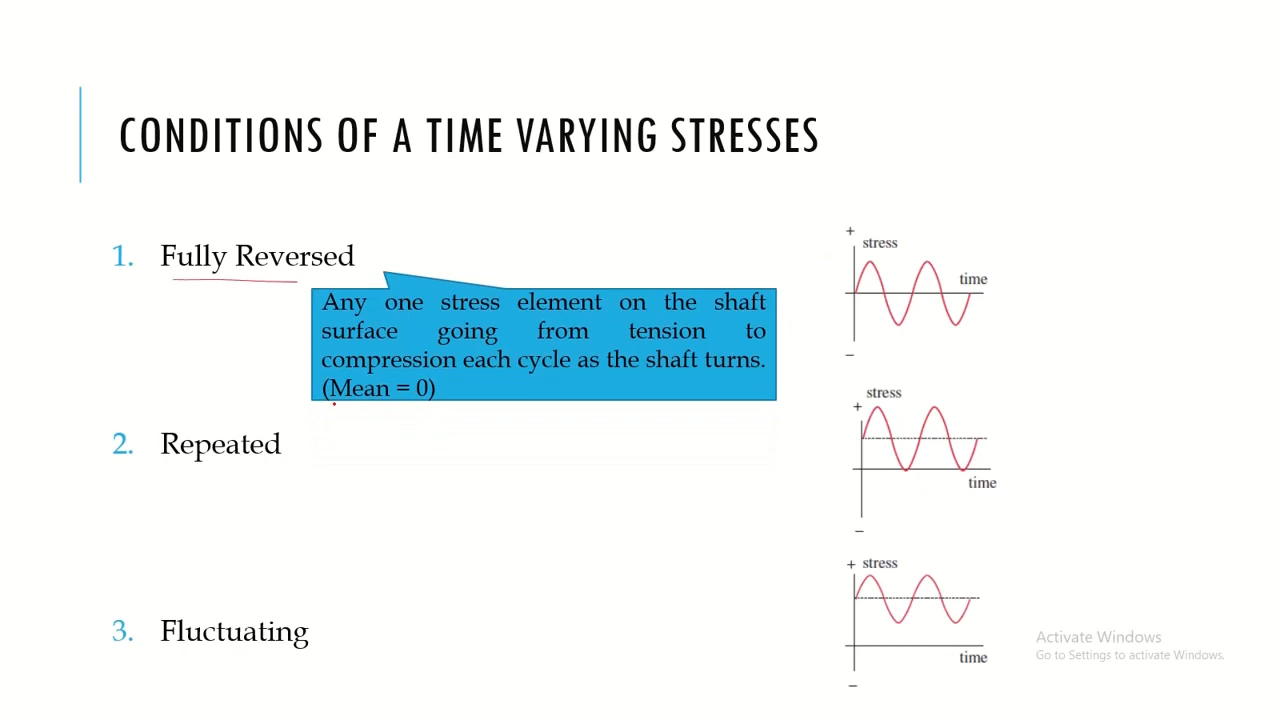 CONDITIONS OF A TIME VARYING STRESSES
1. Fully Reversed
Any one stress element on the shaft
surface going from tension to
compression each cycle as the shaft turns.
(Mean = 0)
2. Repeated
3. Fluctuating
+
stress
time
−
stress
+
time
−
+ stress
time
−
Activate Windows
Go to Settings to activate Windows.